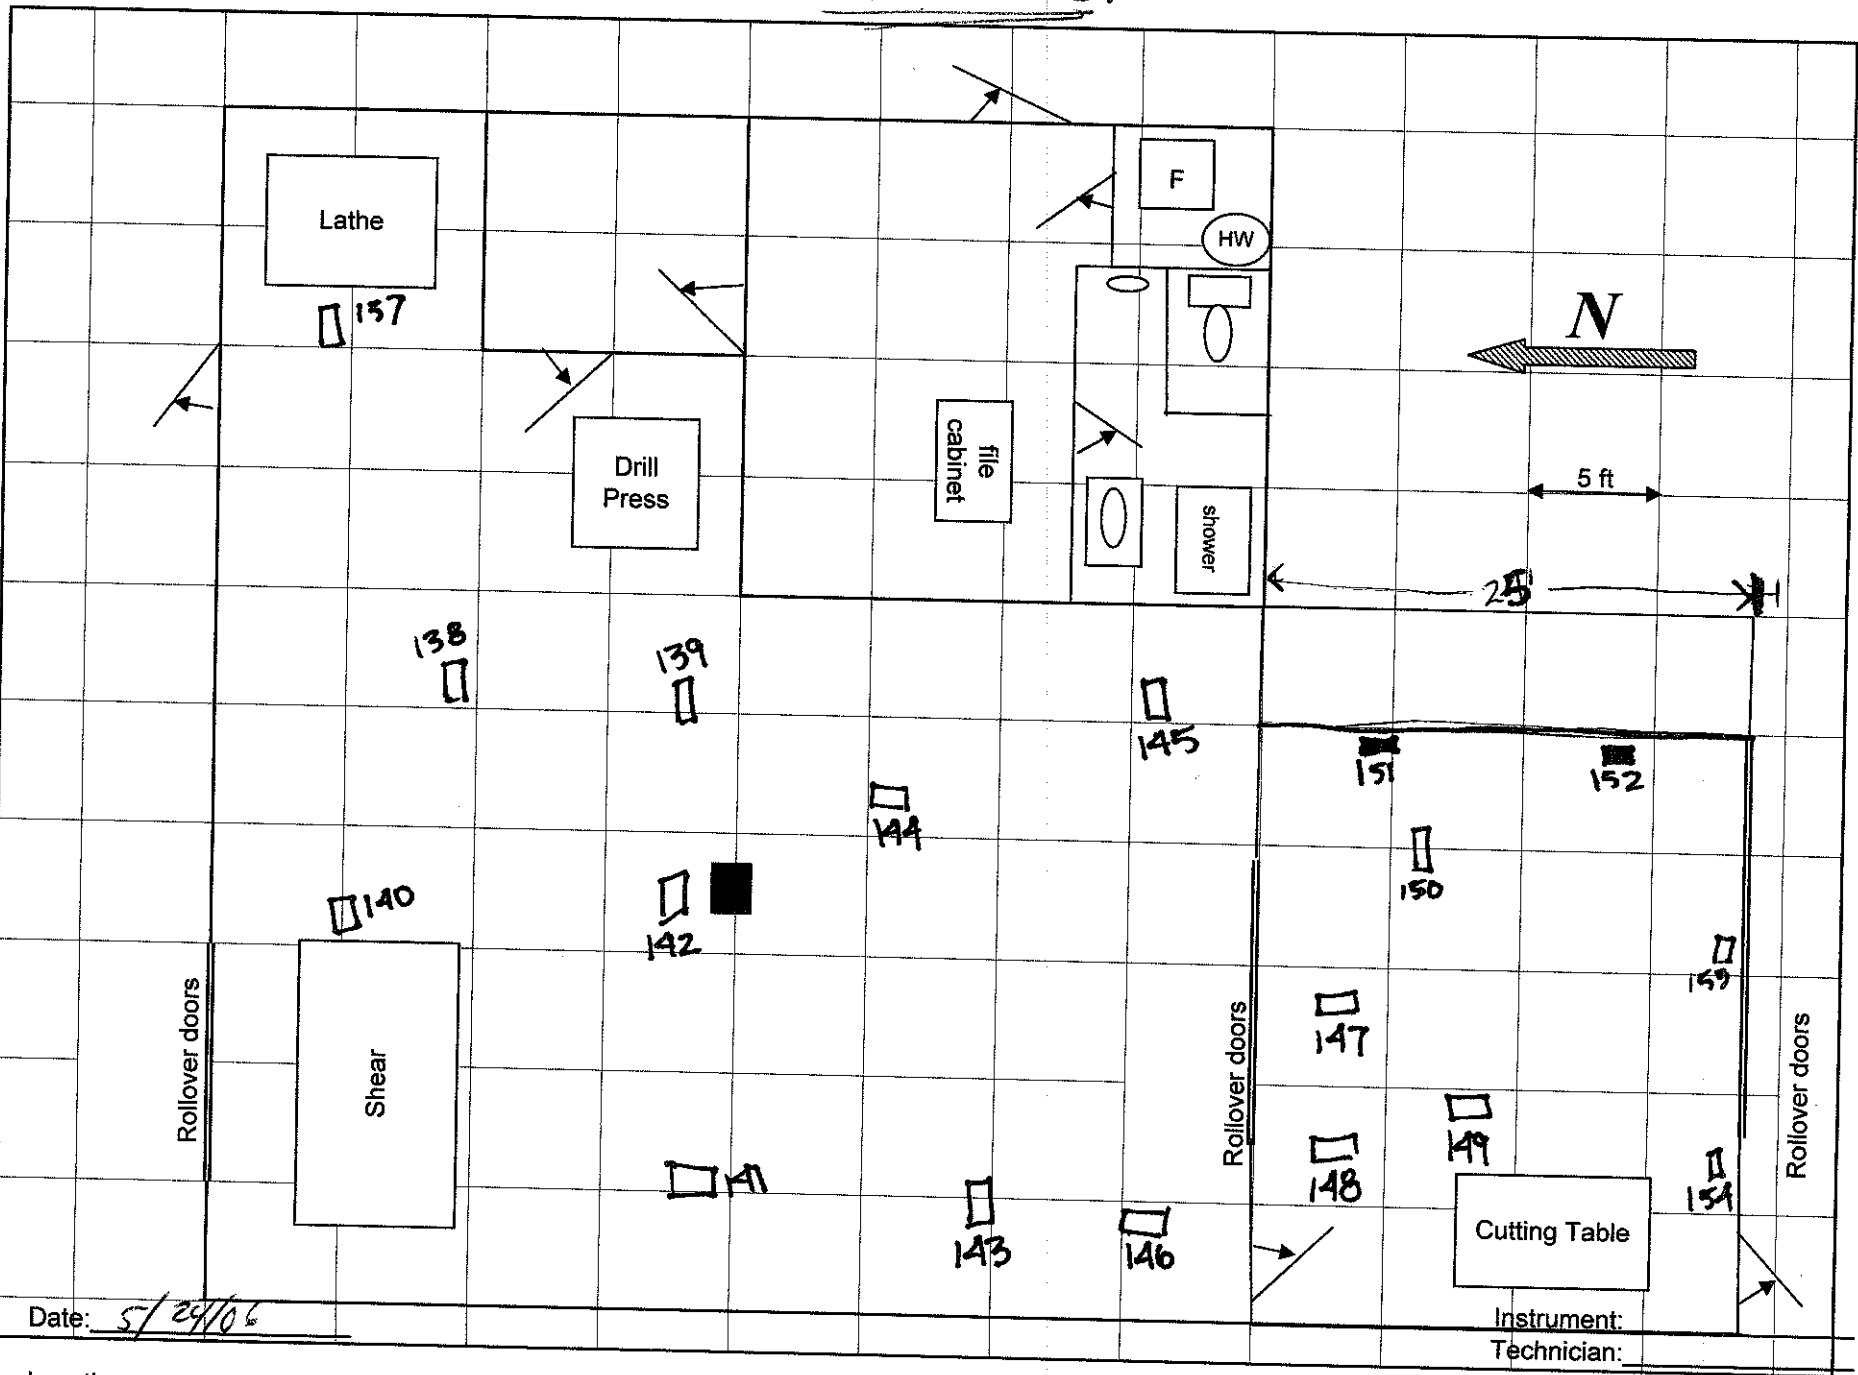 F
Lathe
HW
N
137
file
cabinet
Drill
Press
5 ft
shower
25'
138
139
145
151
152
144
150
140
142
153
Rollover doors
Rollover doors
Rollover doors
147
Shear
149
141
148
154
143
146
Cutting Table
Date: 5/24/06
Instrument:
Technician: